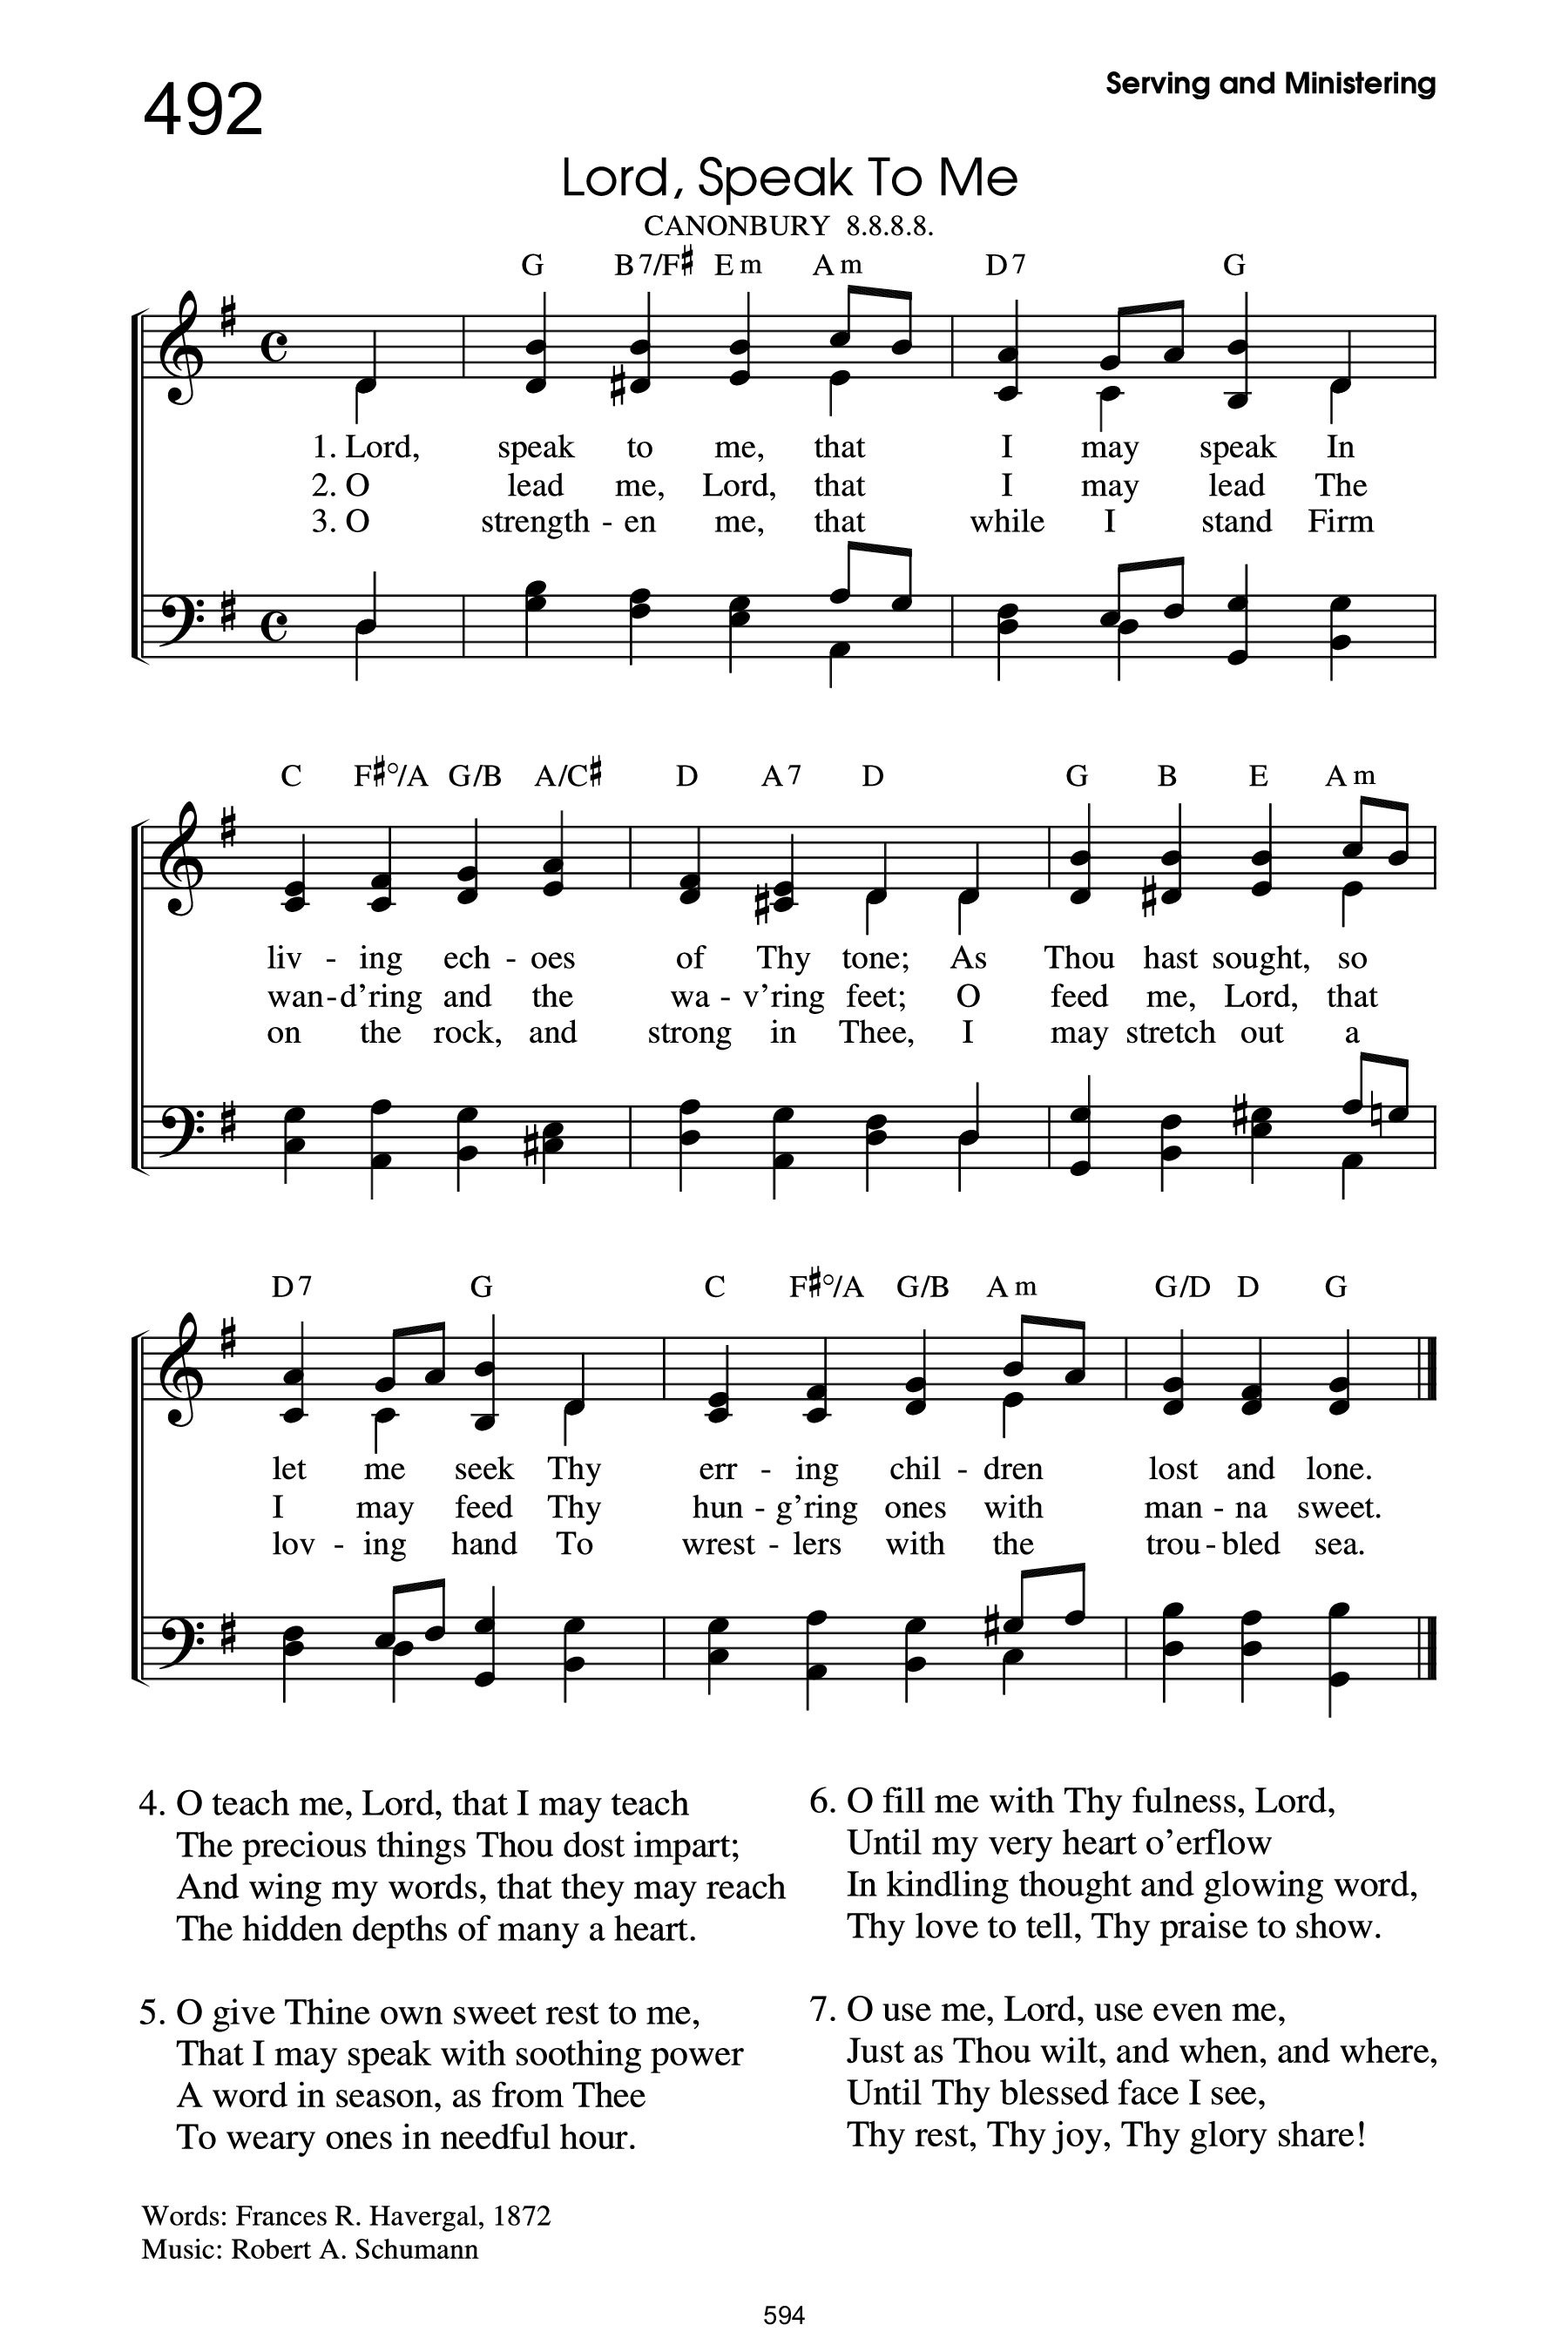 492
Serving and Ministering
Lord, Speak To Me
CANONBURY 8.8.8.8.
G B7/F♯ Em Am D7 G
1. Lord, speak to me, that I may speak In
2. O lead me, Lord, that I may lead The
3. O strength - en me, that while I stand Firm
C F♯°/A G/B A/C♯ D A7 D G B E Am
liv - ing ech - oes of Thy tone; As Thou hast sought, so
wan - d'ring and the wa - v'ring feet; O feed me, Lord, that
on the rock, and strong in Thee, I may stretch out a
D7 G C F♯°/A G/B Am G/D D G
let me seek Thy err - ing chil - dren lost and lone.
I may feed Thy hun - g'ring ones with man - na sweet.
lov - ing hand To wrest - lers with the trou - bled sea.
4. O teach me, Lord, that I may teach
The precious things Thou dost impart;
And wing my words, that they may reach
The hidden depths of many a heart.
5. O give Thine own sweet rest to me,
That I may speak with soothing power
A word in season, as from Thee
To weary ones in needful hour.
6. O fill me with Thy fulness, Lord,
Until my very heart o'erflow
In kindling thought and glowing word,
Thy love to tell, Thy praise to show.
7. O use me, Lord, use even me,
Just as Thou wilt, and when, and where,
Until Thy blessed face I see,
Thy rest, Thy joy, Thy glory share!
Words: Frances R. Havergal, 1872
Music: Robert A. Schumann
594